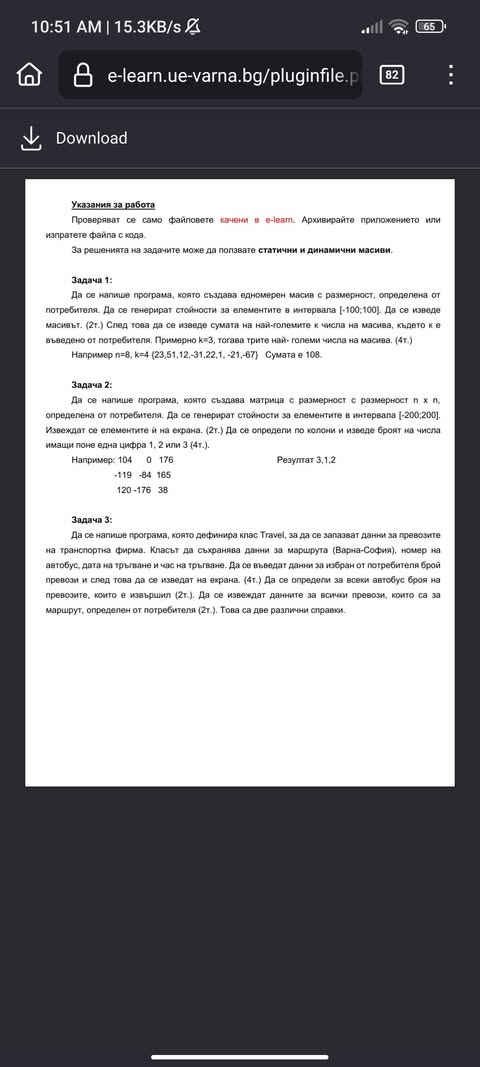 10:51 AM | 15.3KB/s
65
e-learn.ue-varna.bg/pluginfile.p
82
Download
Указания за работа
Проверяват се само файловете качени в e-learn. Архивирайте приложението или
изпратете файла с кода.
За решенията на задачите може да ползвате статични и динамични масиви.
Задача 1:
Да се напише програма, която създава едномерен масив с размерност, определена от
потребителя. Да се генерират стойности за елементите в интервала [-100;100]. Да се изведе
масивът. (2т.) След това да се изведе сумата на най-големите к числа на масива, където к е
въведено от потребителя. Примерно k=3, тогава трите най- големи числа на масива. (4т.)
Например n=8, k=4 {23,51,12,-31,22,1, -21,-67} Сумата е 108.
Задача 2:
Да се напише програма, която създава матрица с размерност с размерност n x n,
определена от потребителя. Да се генерират стойности за елементите в интервала [-200;200].
Извеждат се елементите ѝ на екрана. (2т.) Да се определи по колони и изведе броят на числа
имащи поне една цифра 1, 2 или 3 (4т.).
Например: 104 0 176 Резултат 3,1,2
-119 -84 165
120 -176 38
Задача 3:
Да се напише програма, която дефинира клас Travel, за да се запазват данни за превозите
на транспортна фирма. Класът да съхранява данни за маршрута (Варна-София), номер на
автобус, дата на тръгване и час на тръгване. Да се въведат данни за избран от потребителя брой
превози и след това да се изведат на екрана. (4т.) Да се определи за всеки автобус броя на
превозите, които е извършил (2т.). Да се извеждат данните за всички превози, които са за
маршрут, определен от потребителя (2т.). Това са две различни справки.